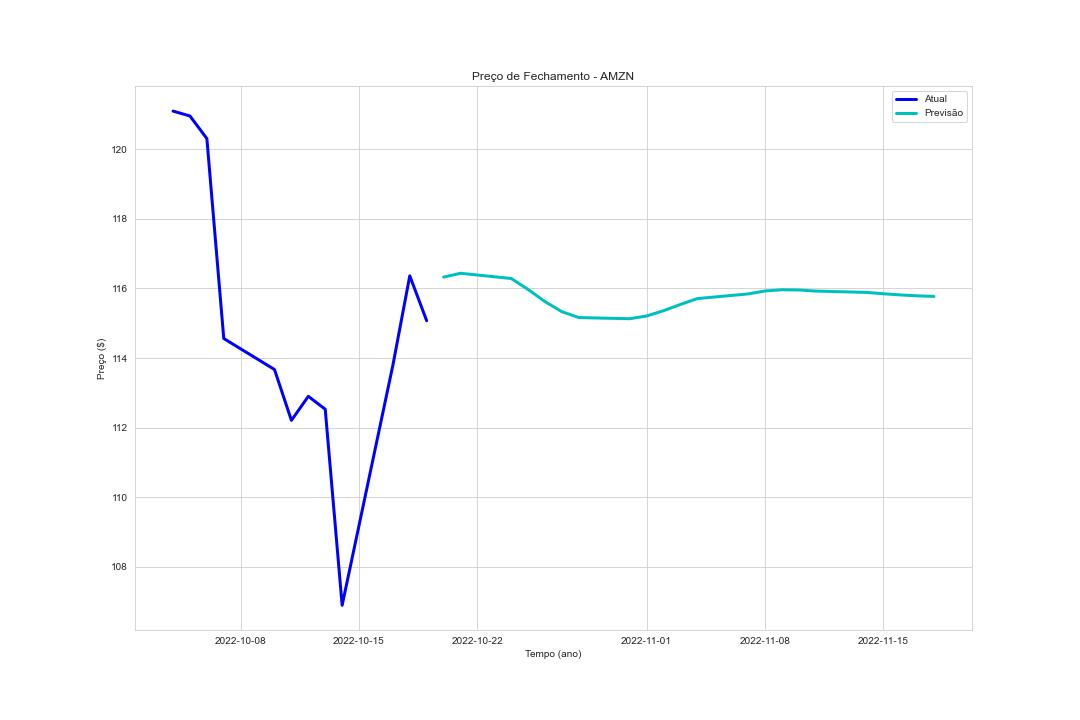 Preço de Fechamento - AMZN
Atual
Previsão
120
118
116
114
112
110
108
Preço ($)
2022-10-08
2022-10-15
2022-10-22
2022-11-01
2022-11-08
2022-11-15
Tempo (ano)